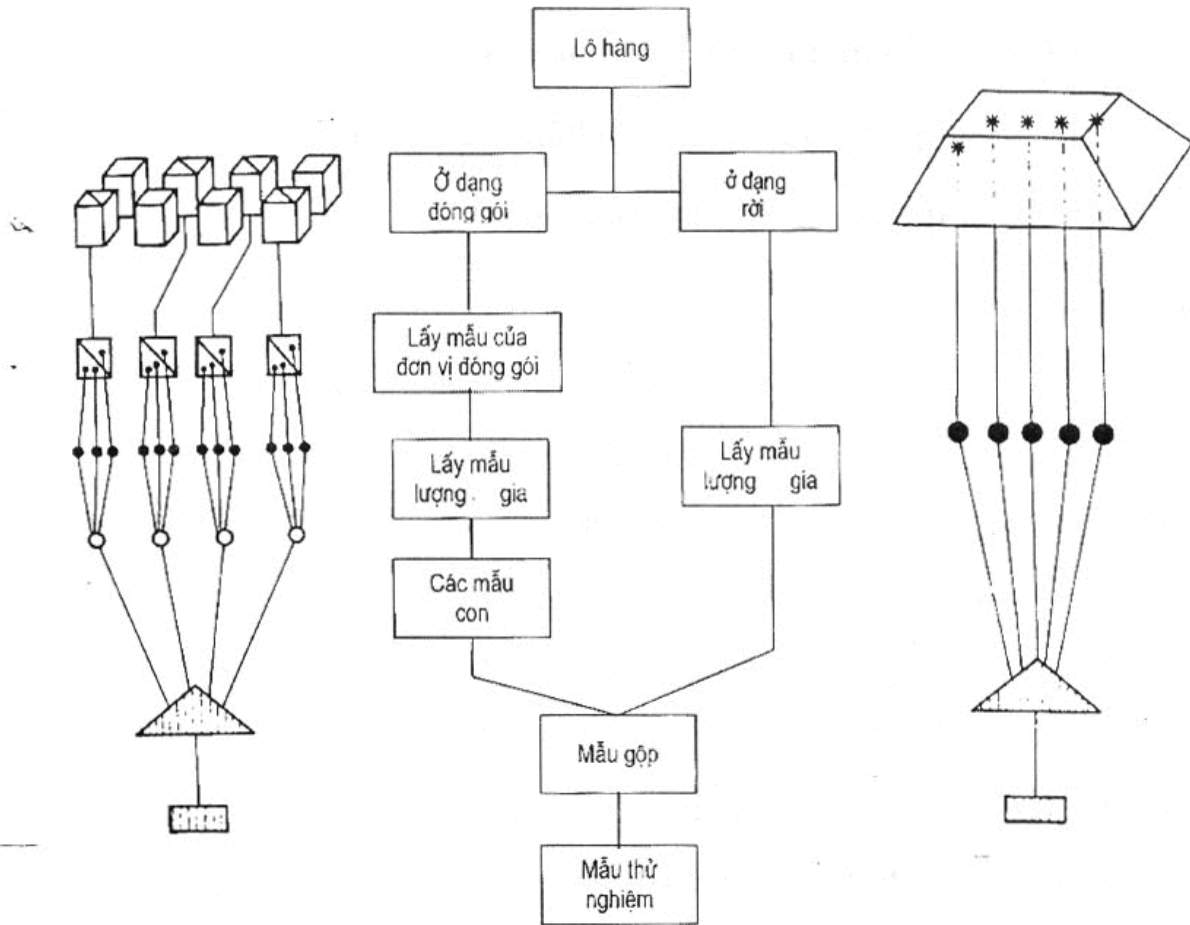 Lô hàng
Ở dạng
đóng gói
ở dạng
rời
Lấy mẫu của
đơn vị đóng gói
Lấy mẫu
lượng gia
Lấy mẫu
lượng gia
Các mẫu
con
Mẫu gộp
Mẫu thử
nghiệm